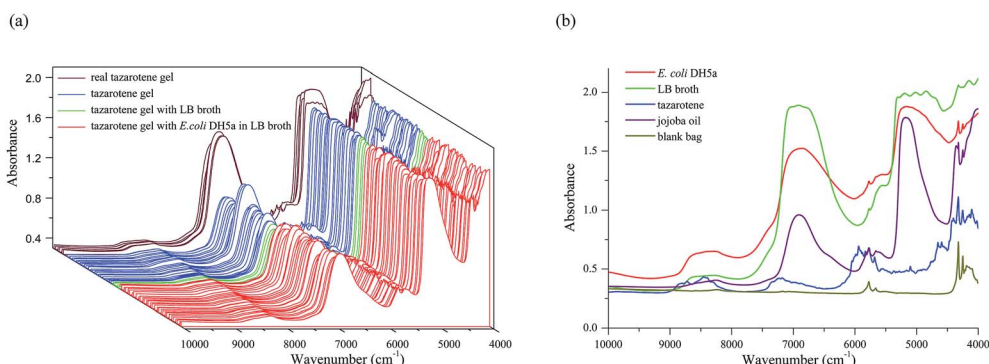 (a)
(b)
real tazarotene gel
tazarotene gel
tazarotene gel with LB broth
tazarotene gel with E.coli DH5a in LB broth
Absorbance
2.0
1.6
1.2
0.8
0.4
10000 9000 8000 7000 6000 5000 4000
Wavenumber (cm-1)
E. coli DH5a
LB broth
tazarotene
jojoba oil
blank bag
Absorbance
2.0
1.5
1.0
0.5
0.0
10000 9000 8000 7000 6000 5000 4000
Wavenumber (cm-1)